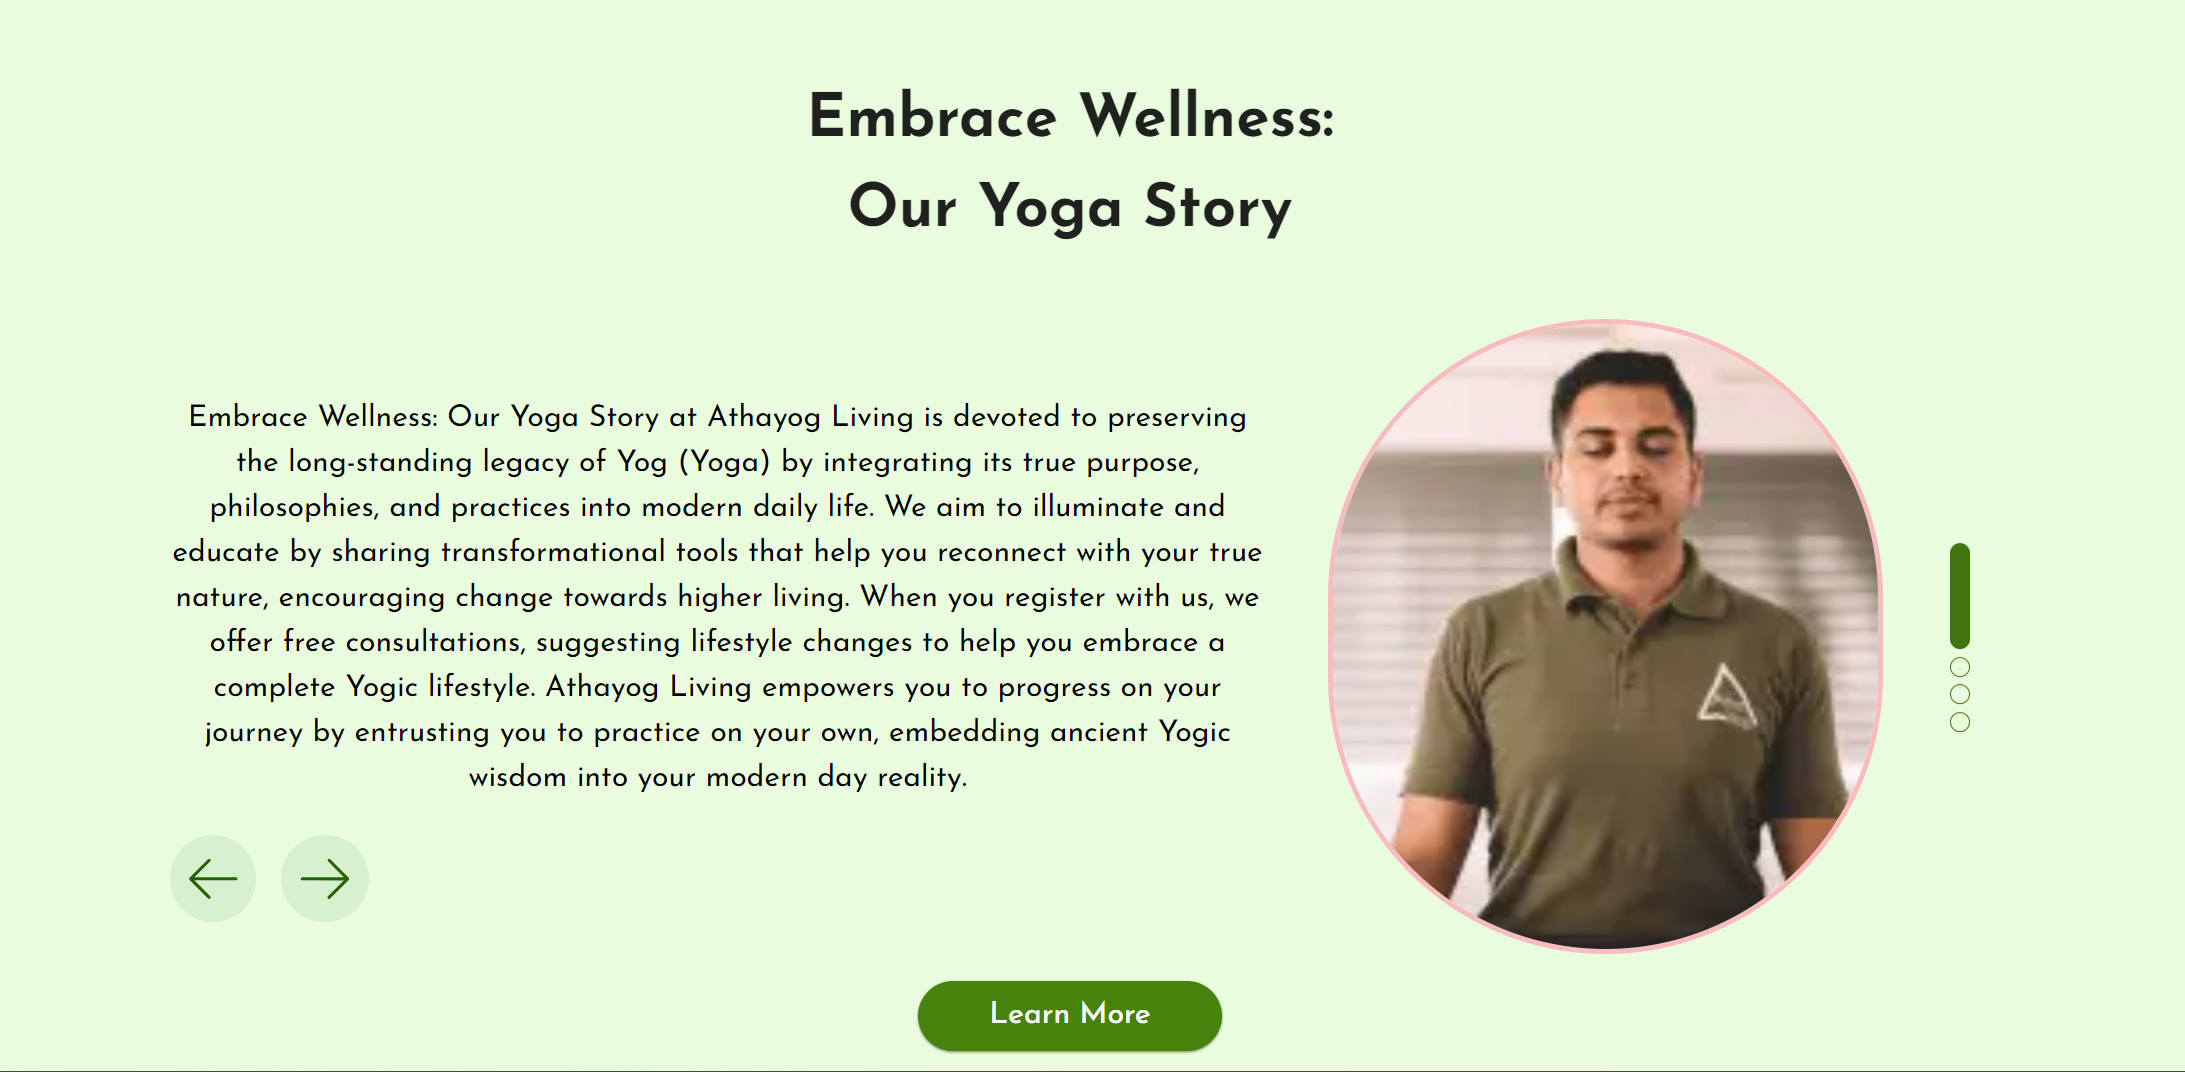 Embrace Wellness:
Our Yoga Story
Embrace Wellness: Our Yoga Story at Athayog Living is devoted to preserving
the long-standing legacy of Yog (Yoga) by integrating its true purpose,
philosophies, and practices into modern daily life. We aim to illuminate and
educate by sharing transformational tools that help you reconnect with your true
nature, encouraging change towards higher living. When you register with us, we
offer free consultations, suggesting lifestyle changes to help you embrace a
complete Yogic lifestyle. Athayog Living empowers you to progress on your
journey by entrusting you to practice on your own, embedding ancient Yogic
wisdom into your modern day reality.
Learn More